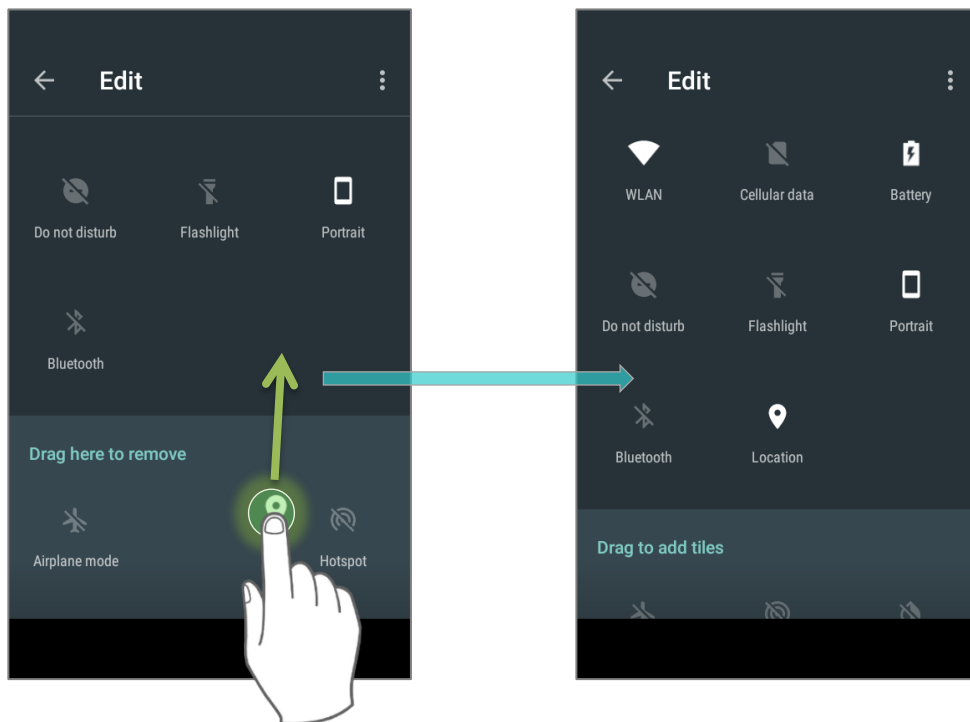 Edit
Do not disturb Flashlight Portrait
Bluetooth
Drag here to remove
Airplane mode Hotspot
Edit
WLAN Cellular data Battery
Do not disturb Flashlight Portrait
Bluetooth Location
Drag to add tiles